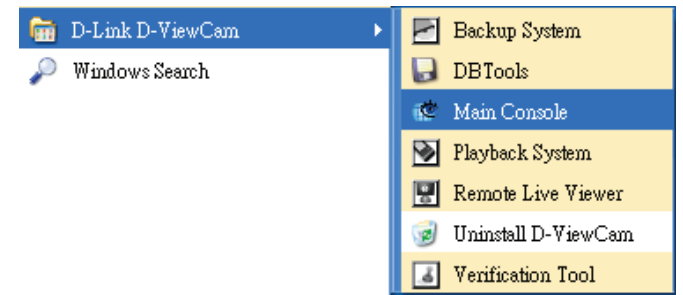 D-Link D-ViewCam
Windows Search
Backup System
DBTools
Main Console
Playback System
Remote Live Viewer
Uninstall D-ViewCam
Verification Tool